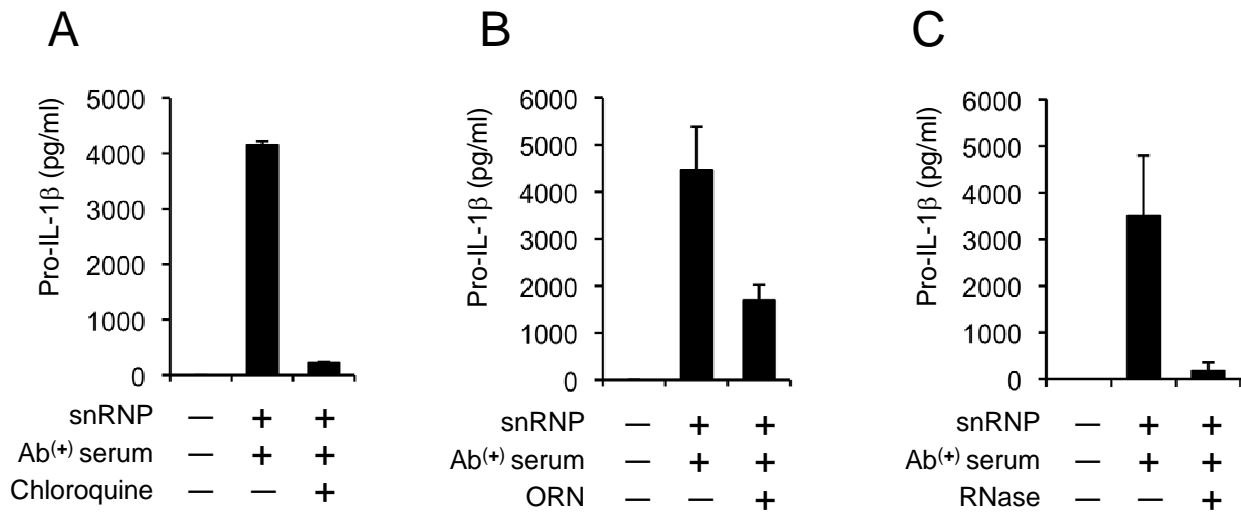 A
Pro-IL-1β (pg/ml)
5000
4000
3000
2000
1000
0
snRNP — + +
Ab(+) serum — + +
Chloroquine — — +
B
Pro-IL-1β (pg/ml)
6000
5000
4000
3000
2000
1000
0
snRNP — + +
Ab(+) serum — + +
ORN — — +
C
Pro-IL-1β (pg/ml)
6000
5000
4000
3000
2000
1000
0
snRNP — + +
Ab(+) serum — + +
RNase — — +